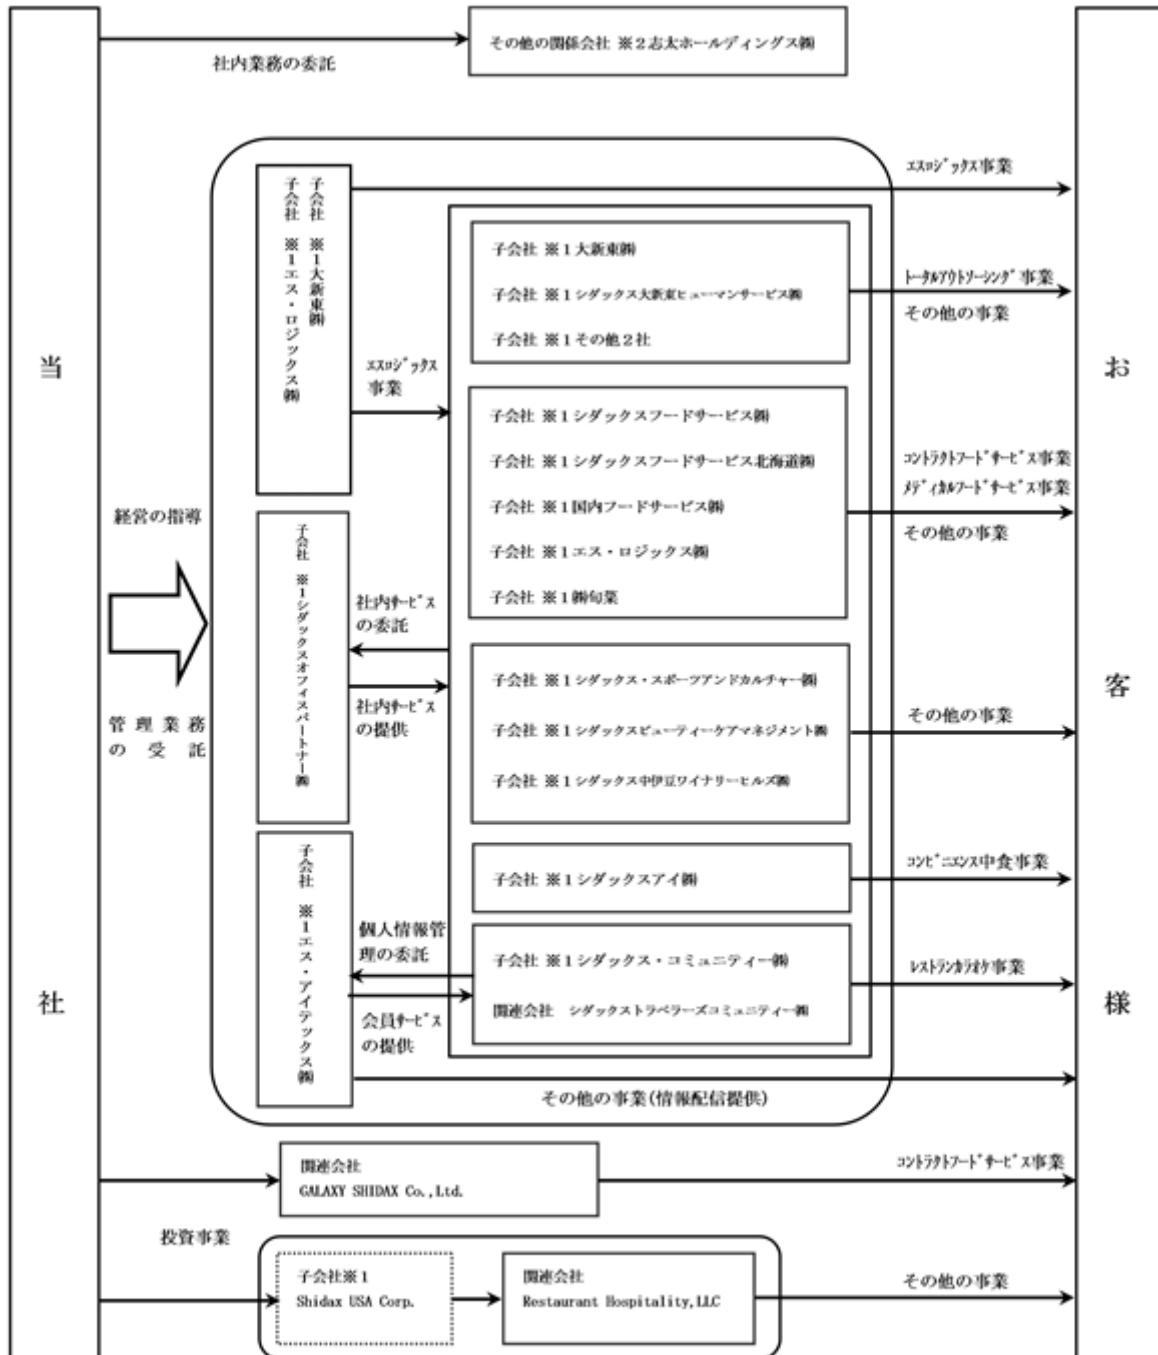 その他の関係会社 ※2志太ホールディングス㈱
社内業務の委託
当社
お客様
子会社 ※1大新東㈱
子会社 ※1エス・ロジックス㈱
エスロジックス事業
子会社 ※1大新東㈱
子会社 ※1シダックス大新東ヒューマンサービス㈱
子会社 ※1その他2社
トータルアウトソーシング事業
その他の事業
エスロジックス
事業
子会社 ※1シダックスフードサービス㈱
子会社 ※1シダックスフードサービス北海道㈱
子会社 ※1国内フードサービス㈱
子会社 ※1エス・ロジックス㈱
子会社 ※1㈱旬菜
コントラクトフードサービス事業
メディカルフードサービス事業
その他の事業
経営の指導
管理業務
の受託
子会社 ※1シダックスオフィスパートナー㈱
社内サービス
の委託
社内サービス
の提供
子会社 ※1シダックス・スポーツアンドカルチャー㈱
子会社 ※1シダックスビューティーケアマネジメント㈱
子会社 ※1シダックス中伊豆ワイナリーヒルズ㈱
その他の事業
子会社 ※1エス・アイテックス㈱
子会社 ※1シダックスアイ㈱
コンビニエンス中食事業
個人情報管
理の委託
会員サービス
の提供
子会社 ※1シダックス・コミュニティー㈱
関連会社 シダックストラベラーズコミュニティー㈱
レストランカラオケ事業
その他の事業(情報配信提供)
関連会社
GALAXY SHIDAX Co.,Ltd.
コントラクトフードサービス事業
投資事業
子会社※1
Shidax USA Corp.
関連会社
Restaurant Hospitality,LLC
その他の事業